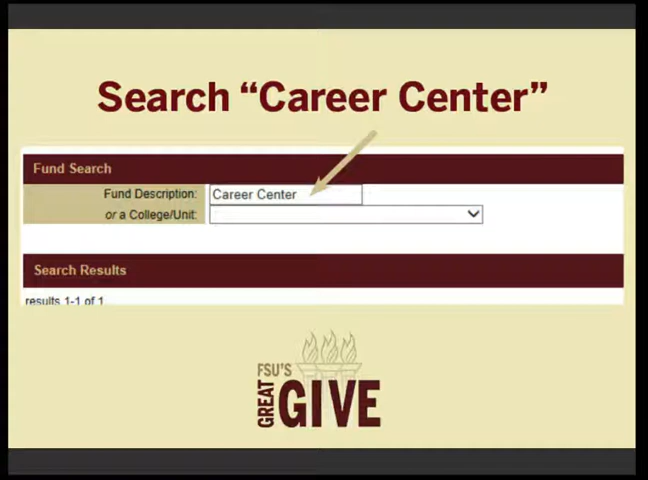 Search “Career Center”
Fund Search
Fund Description: Career Center
or a College/Unit:
Search Results
results 1-1 of 1
FSU'S
GREAT
GIVE